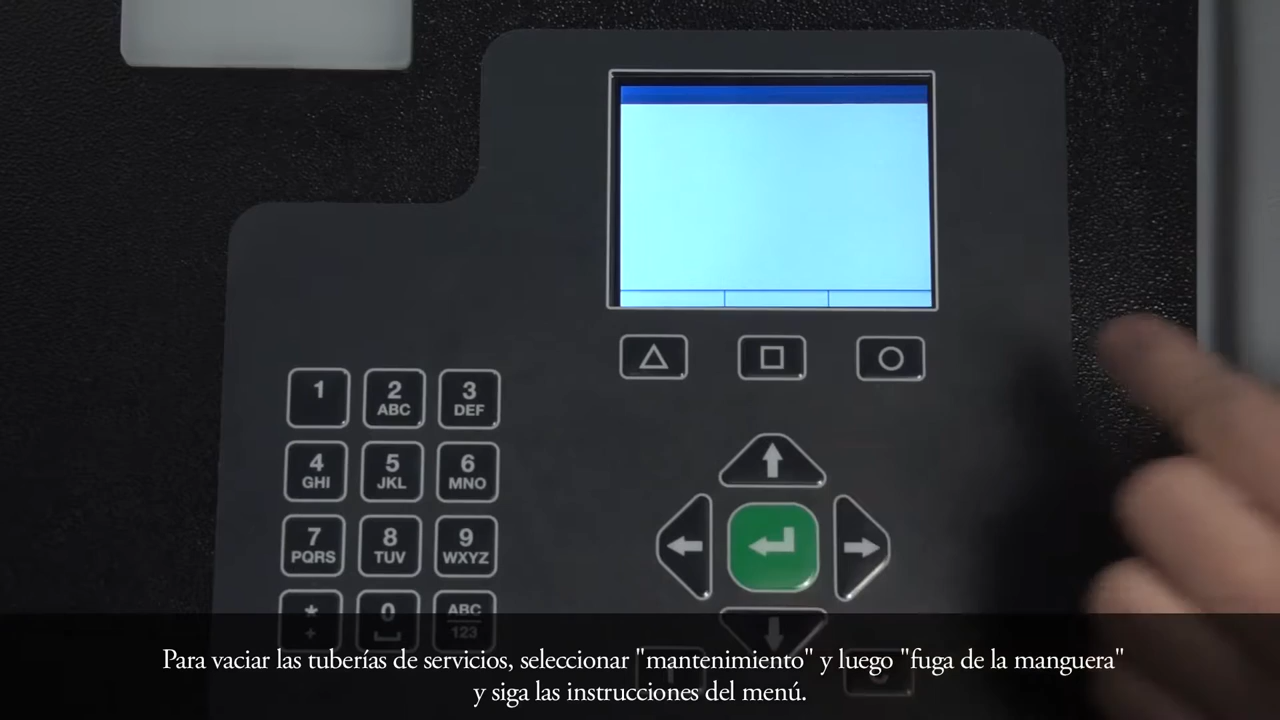 1
2
ABC
3
DEF
4
GHI
5
JKL
6
MNO
7
PQRS
8
TUV
9
WXYZ
*
+
0
ABC
123
C
Para vaciar las tuberías de servicios, seleccionar "mantenimiento" y luego "fuga de la manguera"
y siga las instrucciones del menú.